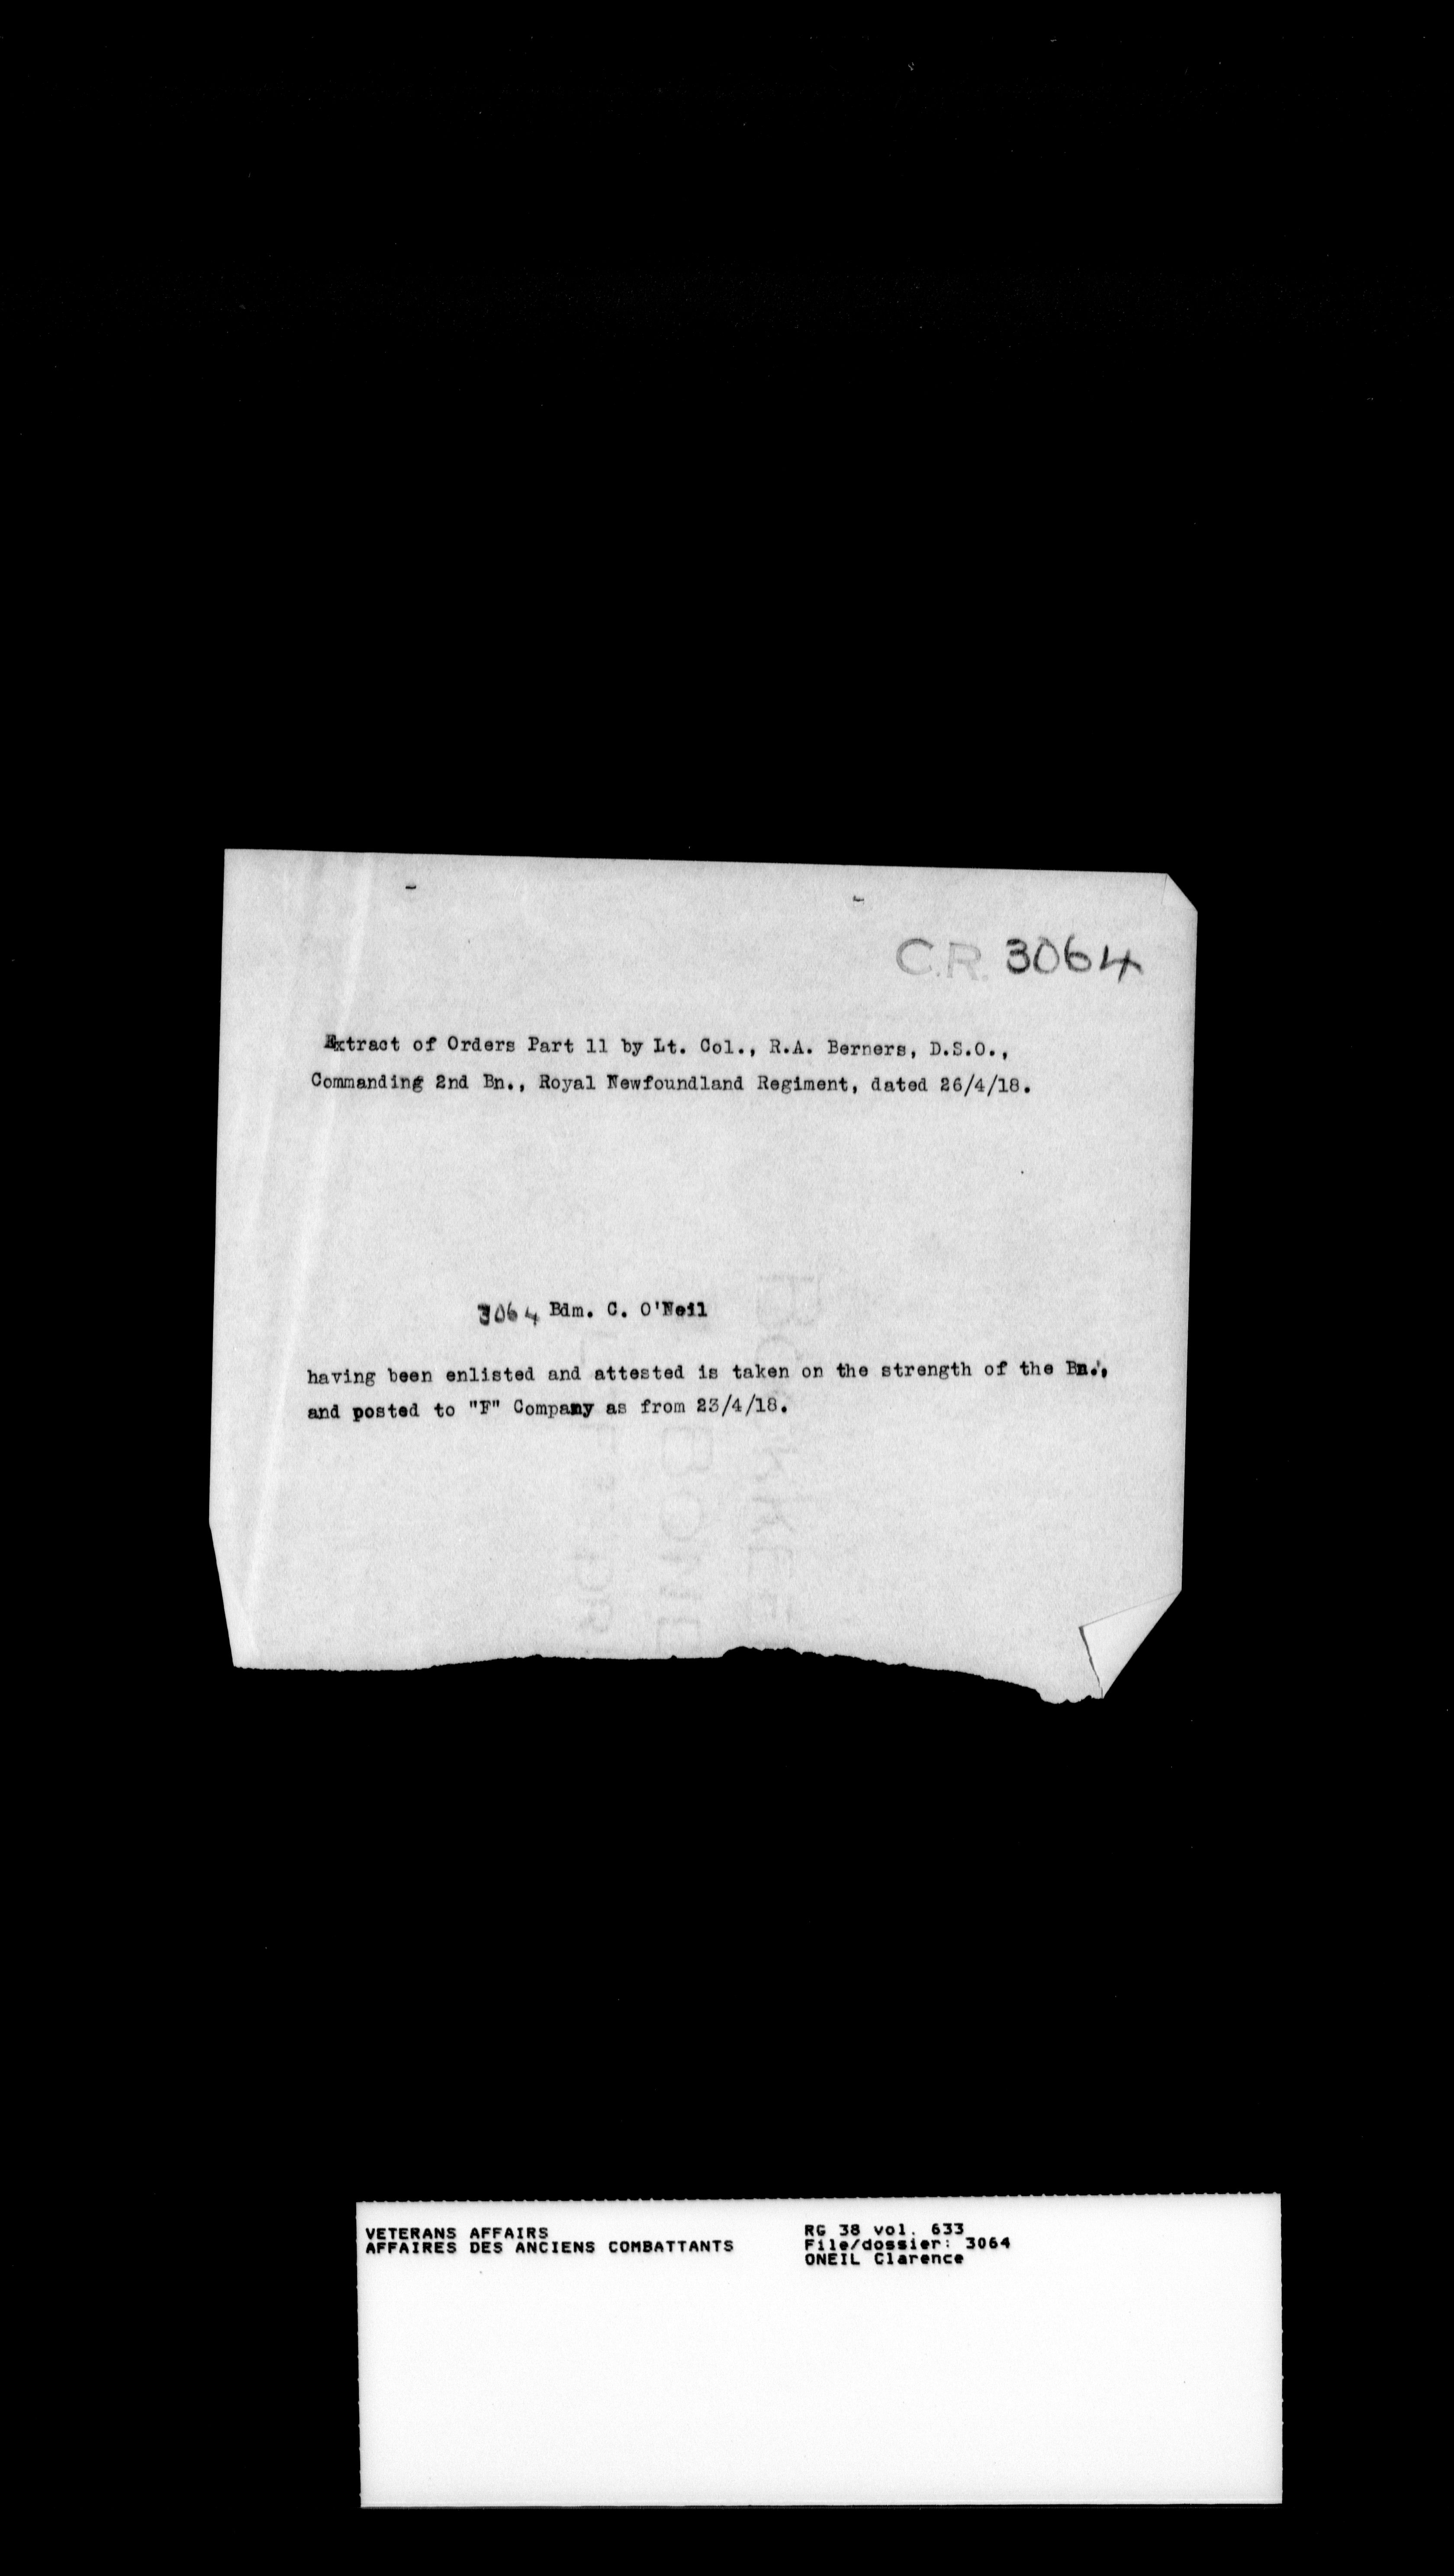 C.R. 3064
Extract of Orders Part 11 by Lt. Col., R.A. Berners, D.S.O.,
Commanding 2nd Bn., Royal Newfoundland Regiment, dated 26/4/18.
3064 Bdm. C. O'Neil
having been enlisted and attested is taken on the strength of the Bn.,
and posted to "F" Company as from 23/4/18.
VETERANS AFFAIRS
AFFAIRES DES ANCIENS COMBATTANTS
RG 38 vol. 633
File/dossier: 3064
ONEIL Clarence